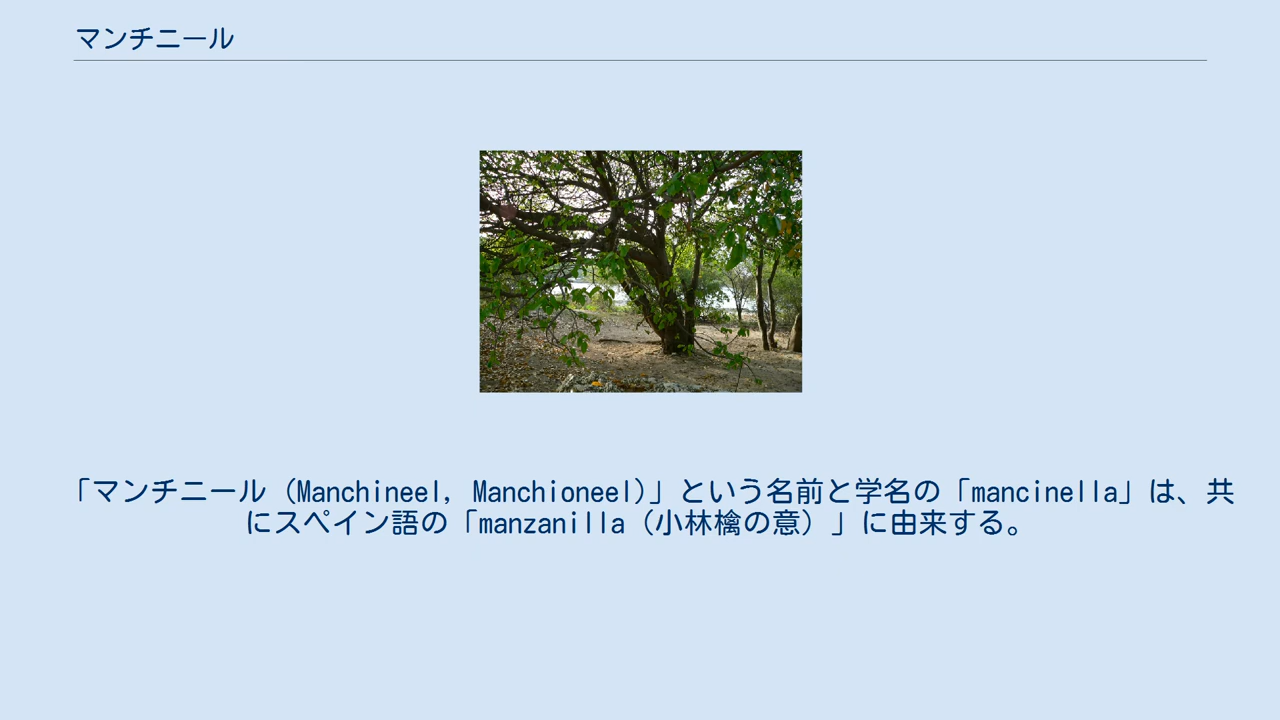 マンチニール
「マンチニール (Manchineel, Manchioneel)」という名前と学名の「mancinella」は、共
にスペイン語の「manzanilla（小林檎の意）」に由来する。